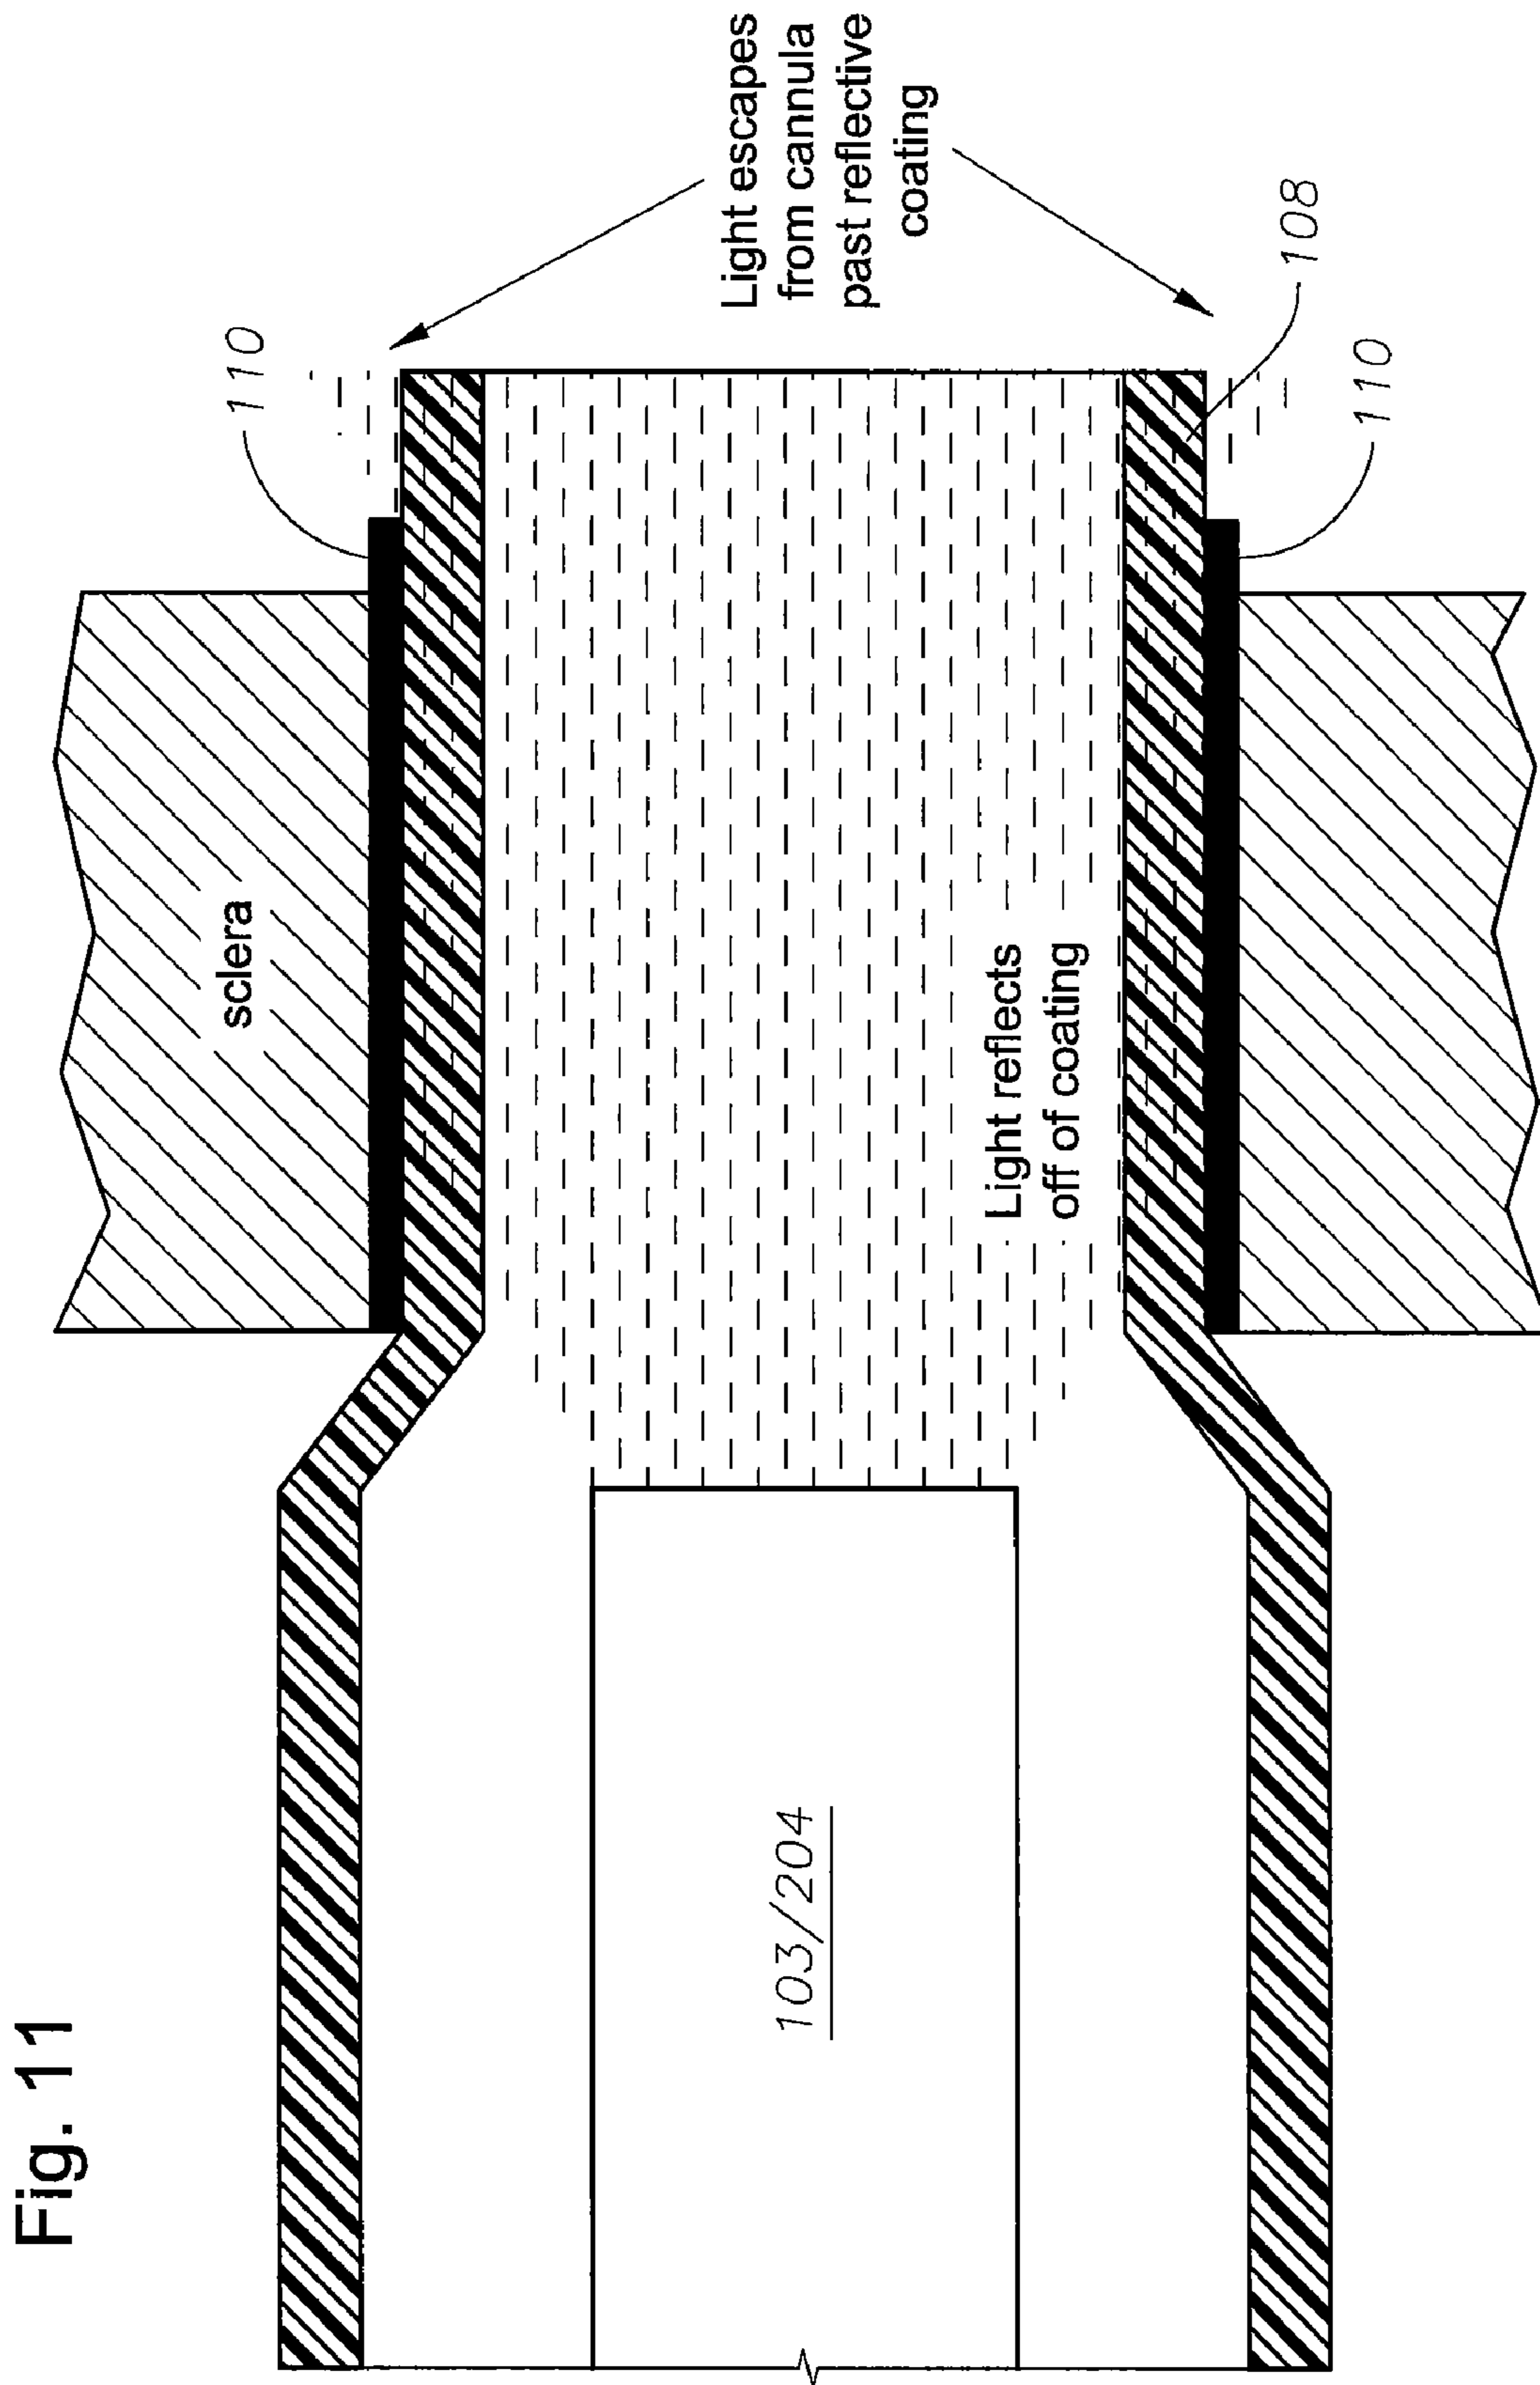 Fig. 11
110
sclera
Light escapes
from cannula
past reflective
coating
103/204
Light reflects
off of coating
108
110